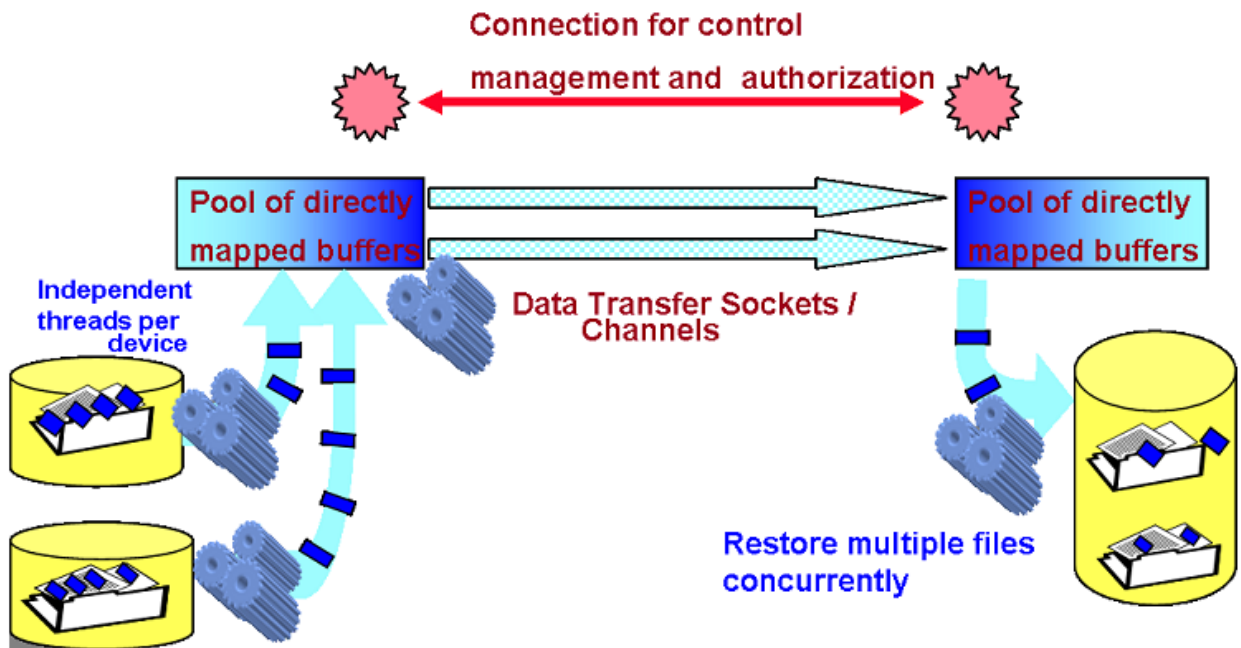 Connection for control
management and authorization
Pool of directly
mapped buffers
Pool of directly
mapped buffers
Independent
threads per
device
Data Transfer Sockets /
Channels
Restore multiple files
concurrently